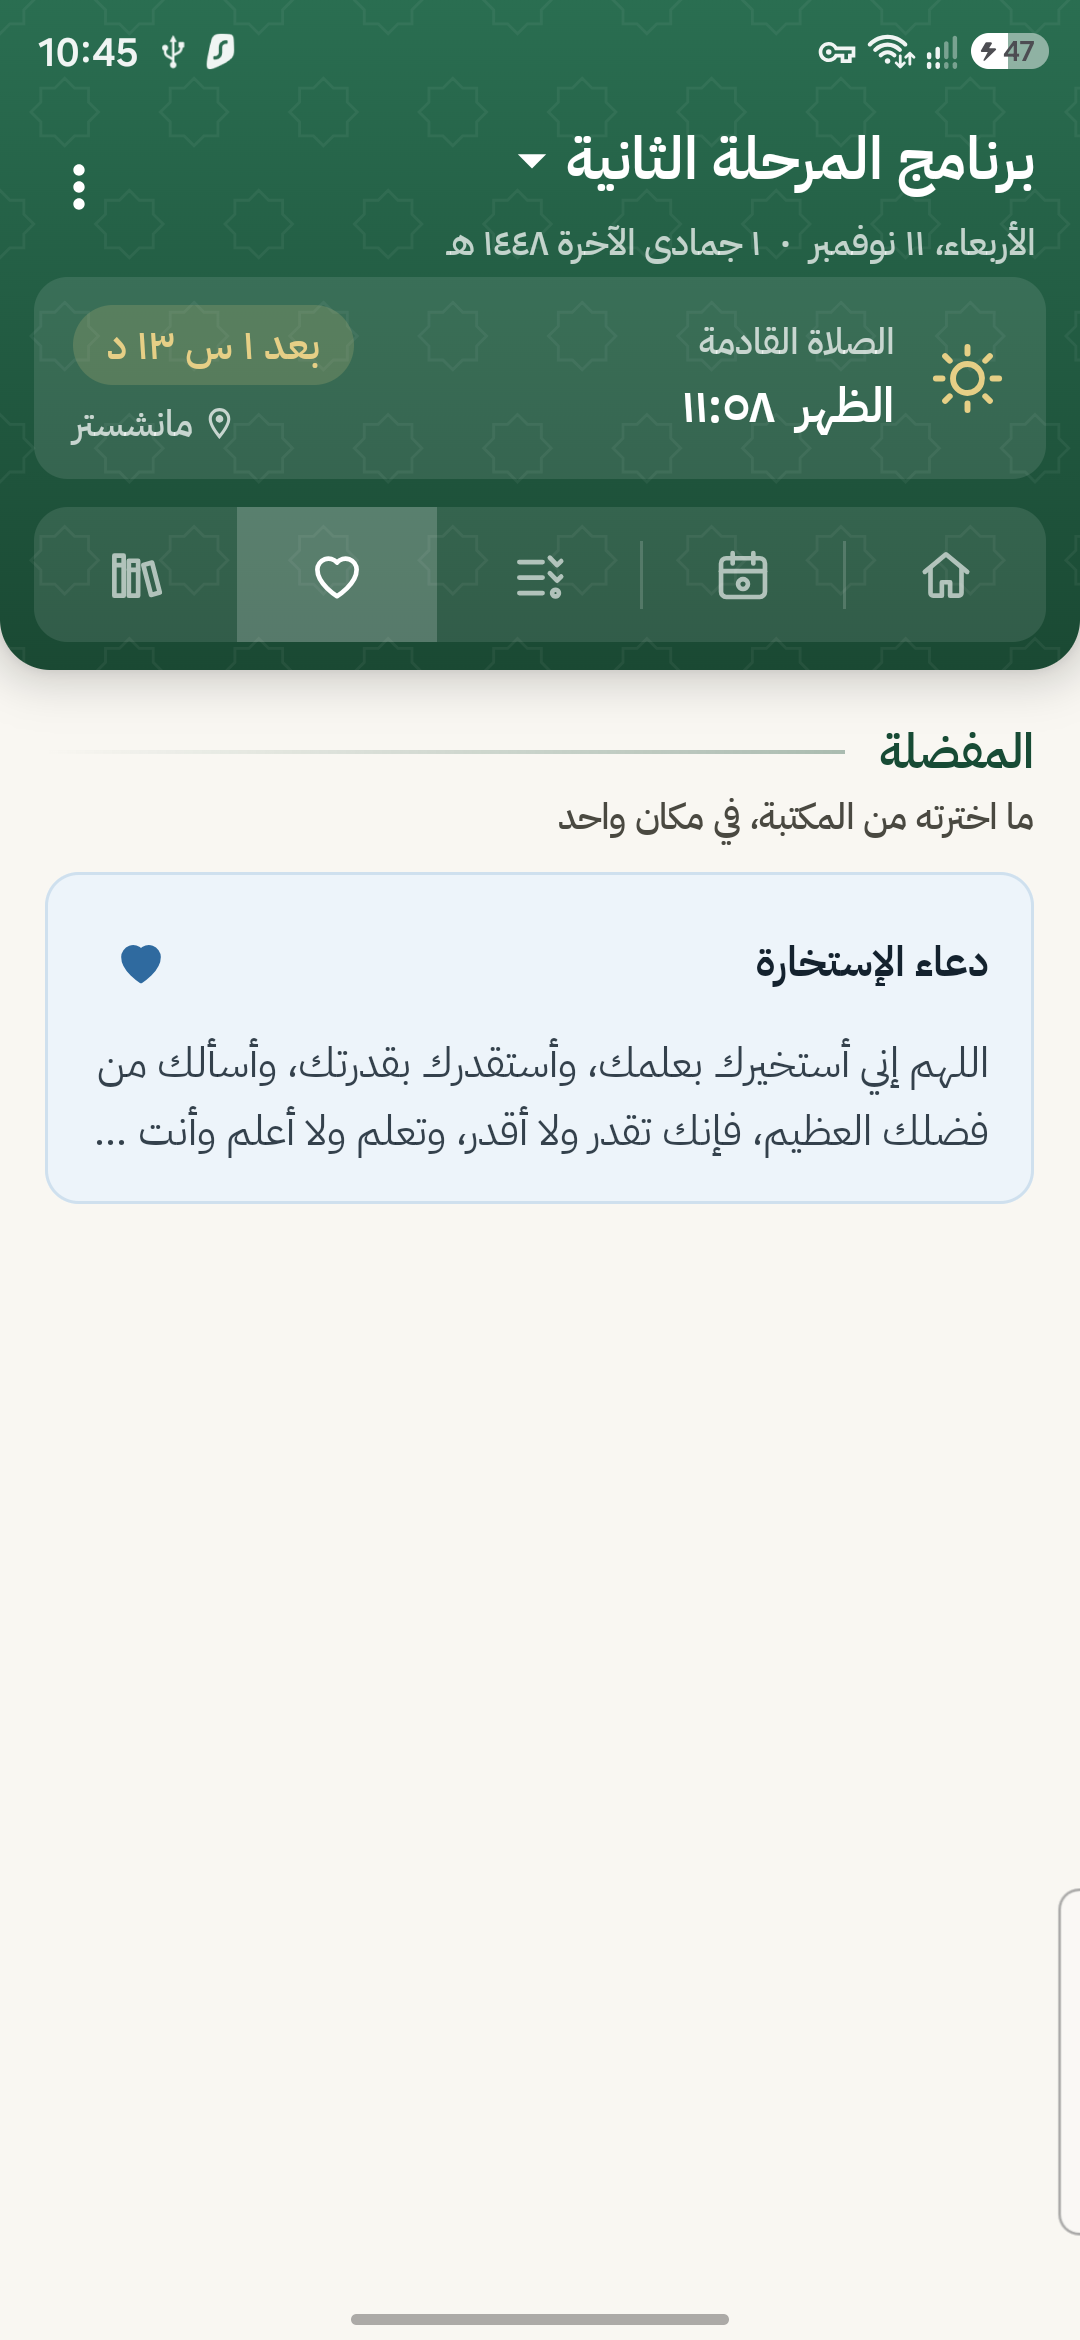 10:45
47
برنامج المرحلة الثانية
الأربعاء، ١١ نوفمبر · ١ جمادى الآخرة ١٤٤٨ هـ
الصلاة القادمة
الظهر ١١:٥٨
بعد ١ س ١٣ د
مانشستر
المفضلة
ما اخترته من المكتبة، في مكان واحد
دعاء الإستخارة
اللهم إني أستخيرك بعلمك، وأستقدرك بقدرتك، وأسألك من
فضلك العظيم، فإنك تقدر ولا أقدر، وتعلم ولا أعلم وأنت ...